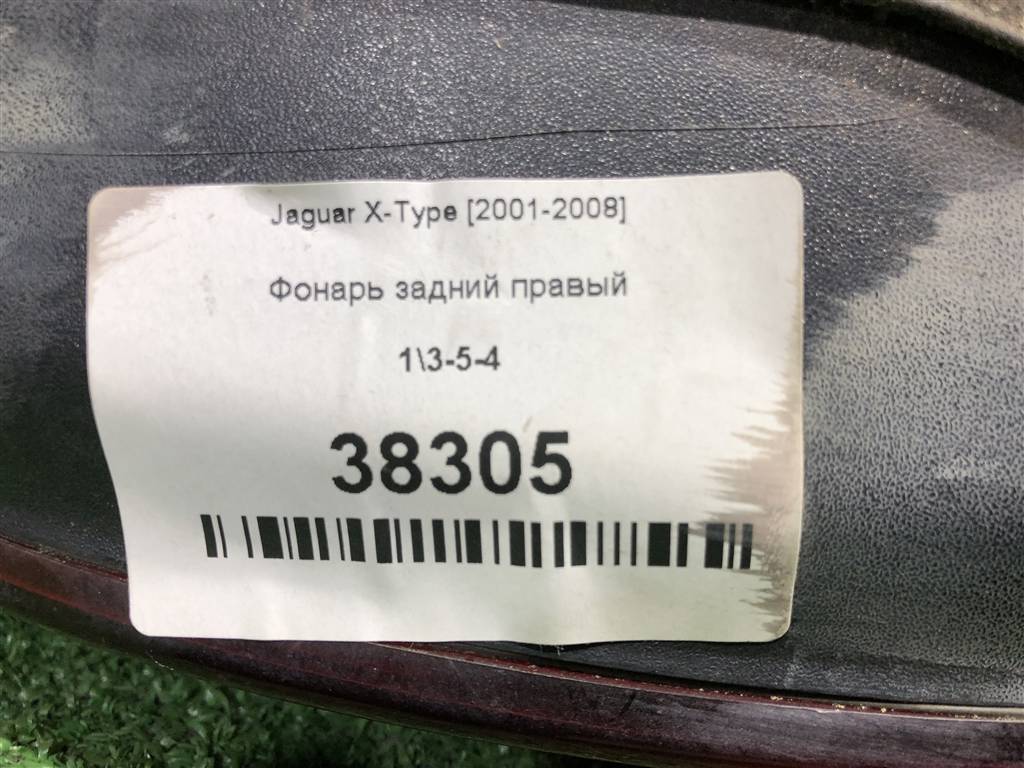 Jaguar X-Type [2001-2008]
Фонарь задний правый
1\3-5-4
38305